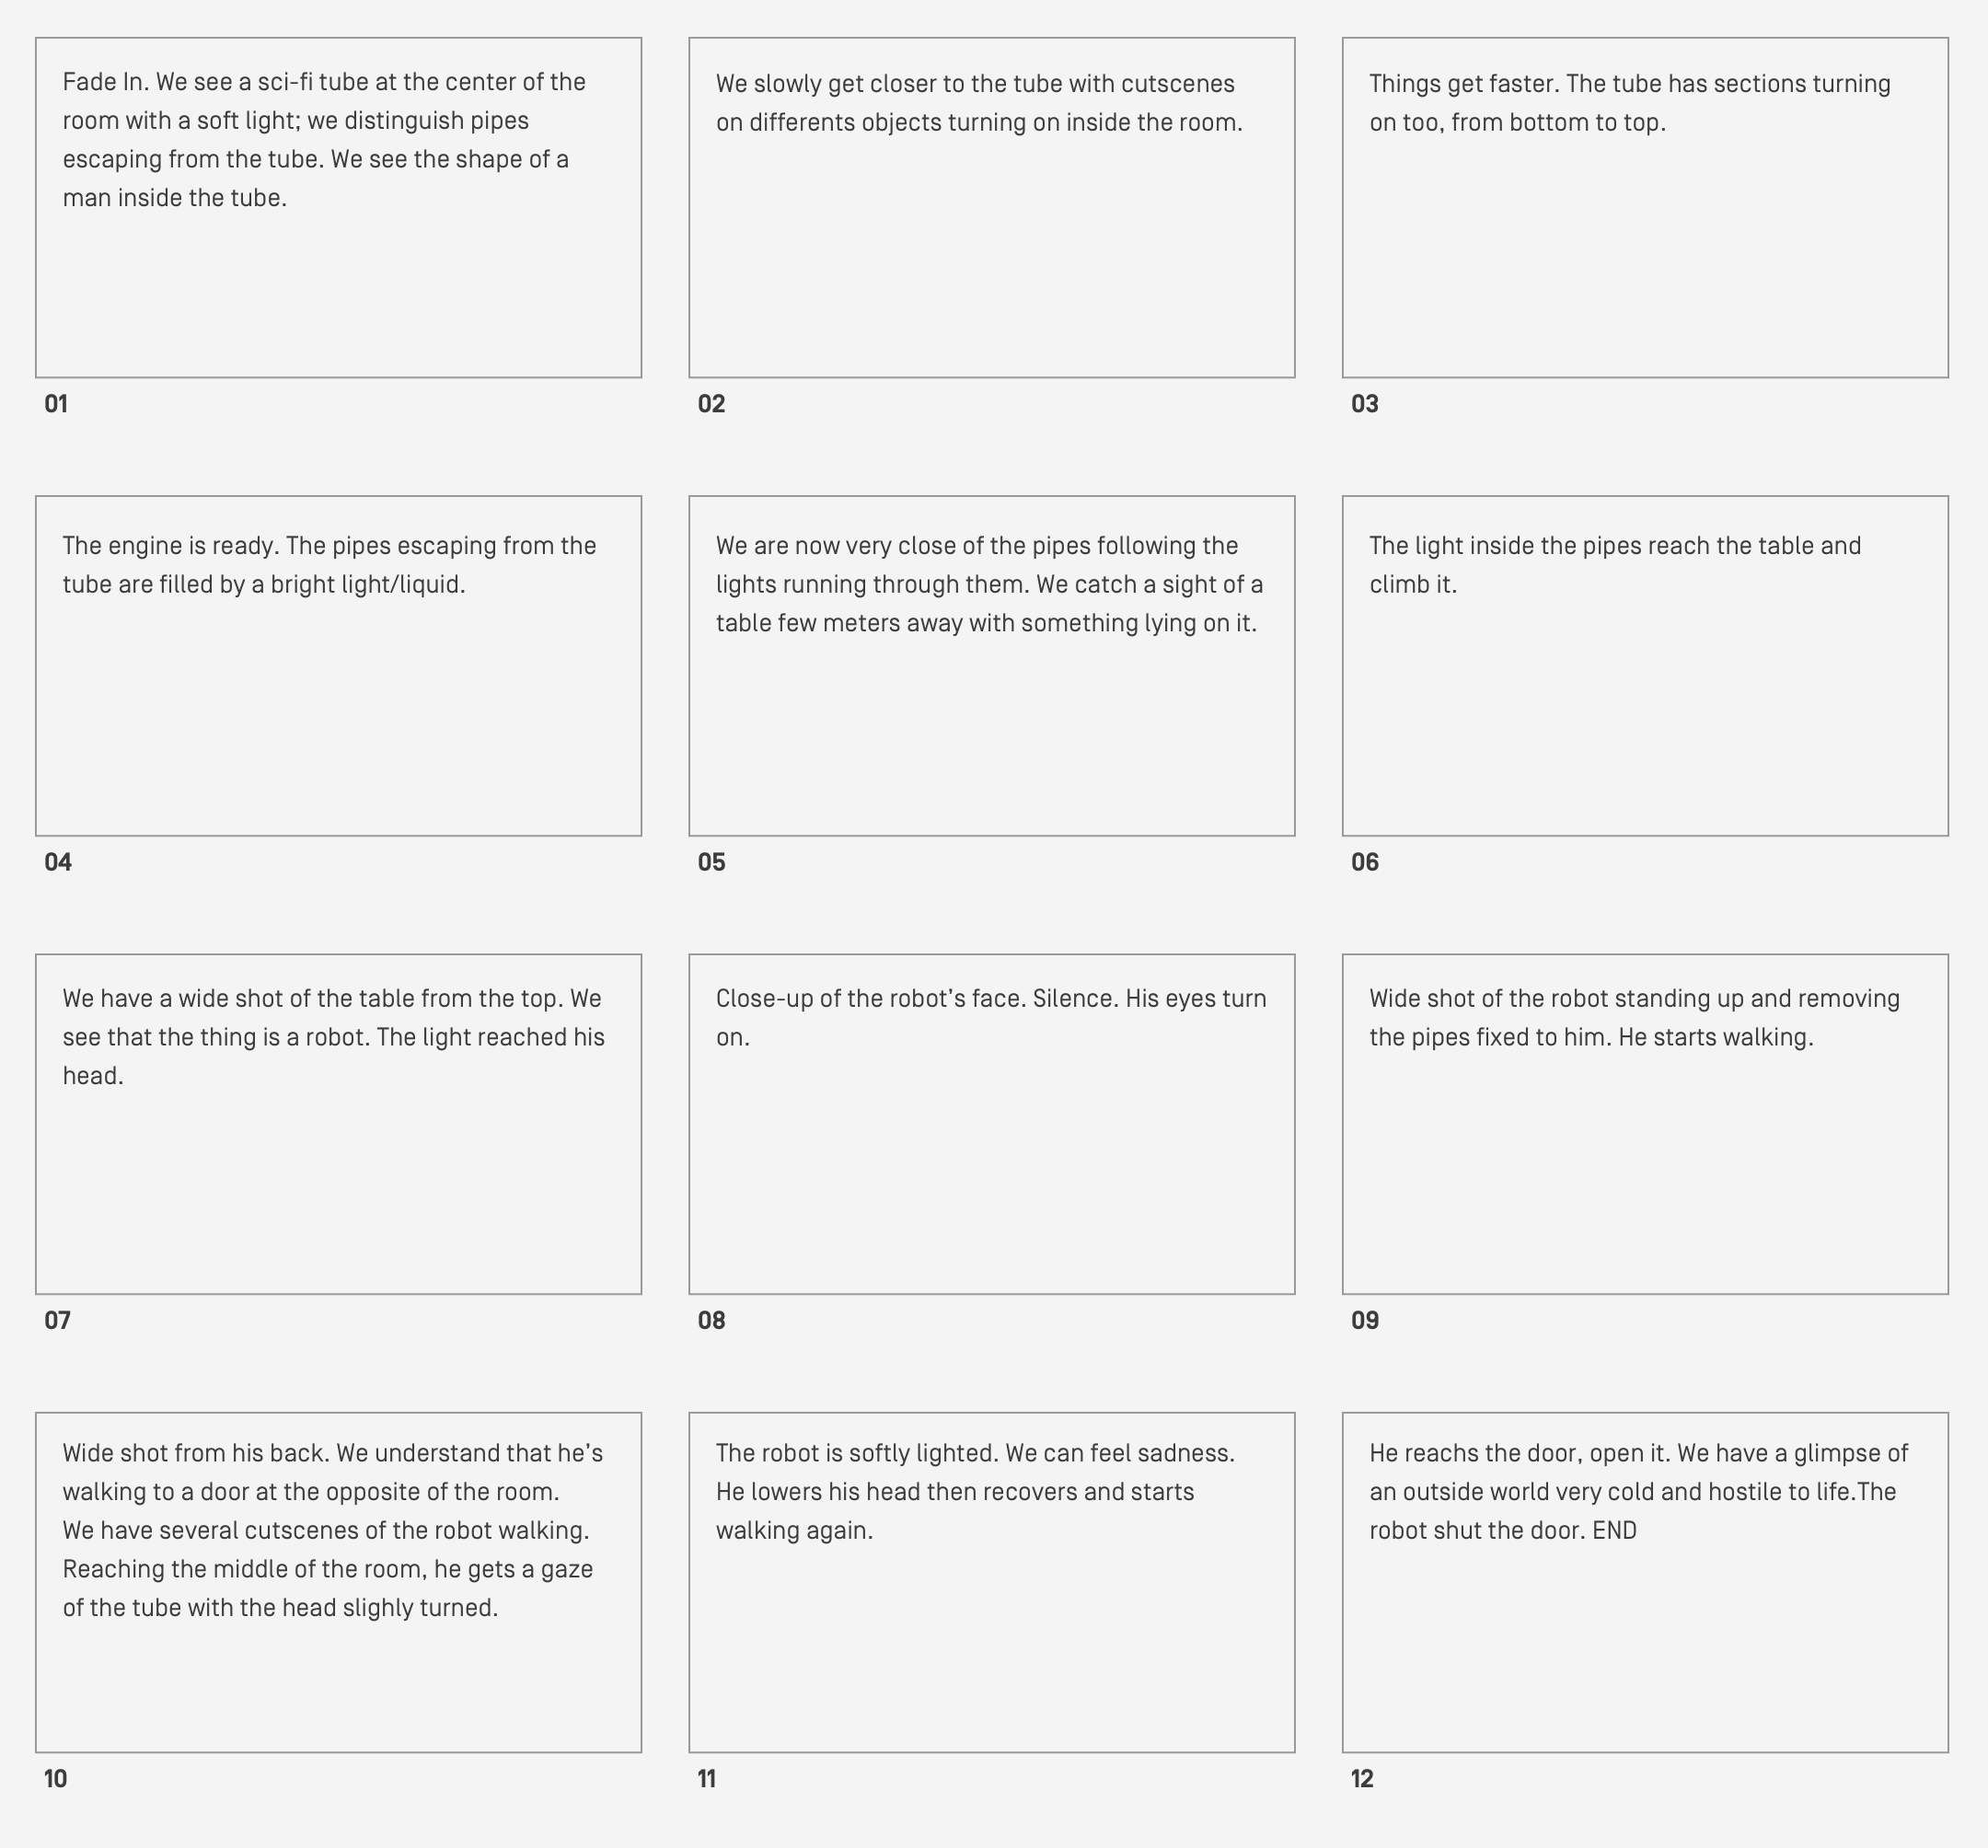 Fade In. We see a sci-fi tube at the center of the
room with a soft light; we distinguish pipes
escaping from the tube. We see the shape of a
man inside the tube.
01
We slowly get closer to the tube with cutscenes
on differents objects turning on inside the room.
02
Things get faster. The tube has sections turning
on too, from bottom to top.
03
The engine is ready. The pipes escaping from the
tube are filled by a bright light/liquid.
04
We are now very close of the pipes following the
lights running through them. We catch a sight of a
table few meters away with something lying on it.
05
The light inside the pipes reach the table and
climb it.
06
We have a wide shot of the table from the top. We
see that the thing is a robot. The light reached his
head.
07
Close-up of the robot’s face. Silence. His eyes turn
on.
08
Wide shot of the robot standing up and removing
the pipes fixed to him. He starts walking.
09
Wide shot from his back. We understand that he’s
walking to a door at the opposite of the room.
We have several cutscenes of the robot walking.
Reaching the middle of the room, he gets a gaze
of the tube with the head slighly turned.
10
The robot is softly lighted. We can feel sadness.
He lowers his head then recovers and starts
walking again.
11
He reachs the door, open it. We have a glimpse of
an outside world very cold and hostile to life.The
robot shut the door. END
12